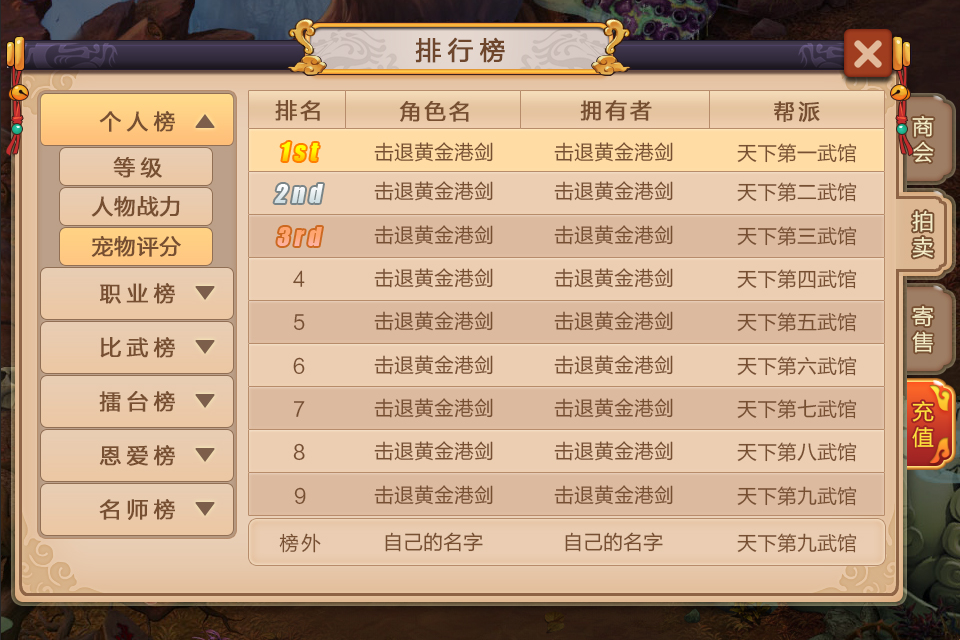 排行榜
个人榜
等级
人物战力
宠物评分
职业榜
比武榜
擂台榜
恩爱榜
名师榜
排名 角色名 拥有者 帮派
1st 击退黄金港剑 击退黄金港剑 天下第一武馆
2nd 击退黄金港剑 击退黄金港剑 天下第二武馆
3rd 击退黄金港剑 击退黄金港剑 天下第三武馆
4 击退黄金港剑 击退黄金港剑 天下第四武馆
5 击退黄金港剑 击退黄金港剑 天下第五武馆
6 击退黄金港剑 击退黄金港剑 天下第六武馆
7 击退黄金港剑 击退黄金港剑 天下第七武馆
8 击退黄金港剑 击退黄金港剑 天下第八武馆
9 击退黄金港剑 击退黄金港剑 天下第九武馆
榜外 自己的名字 自己的名字 天下第九武馆
商会
拍卖
寄售
充值